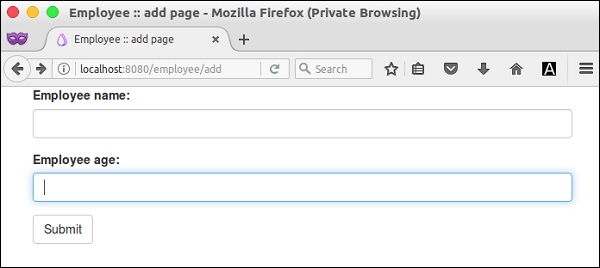 Employee :: add page - Mozilla Firefox (Private Browsing)
Employee :: add page
localhost:8080/employee/add
Search
A
Employee name:
Employee age:
Submit